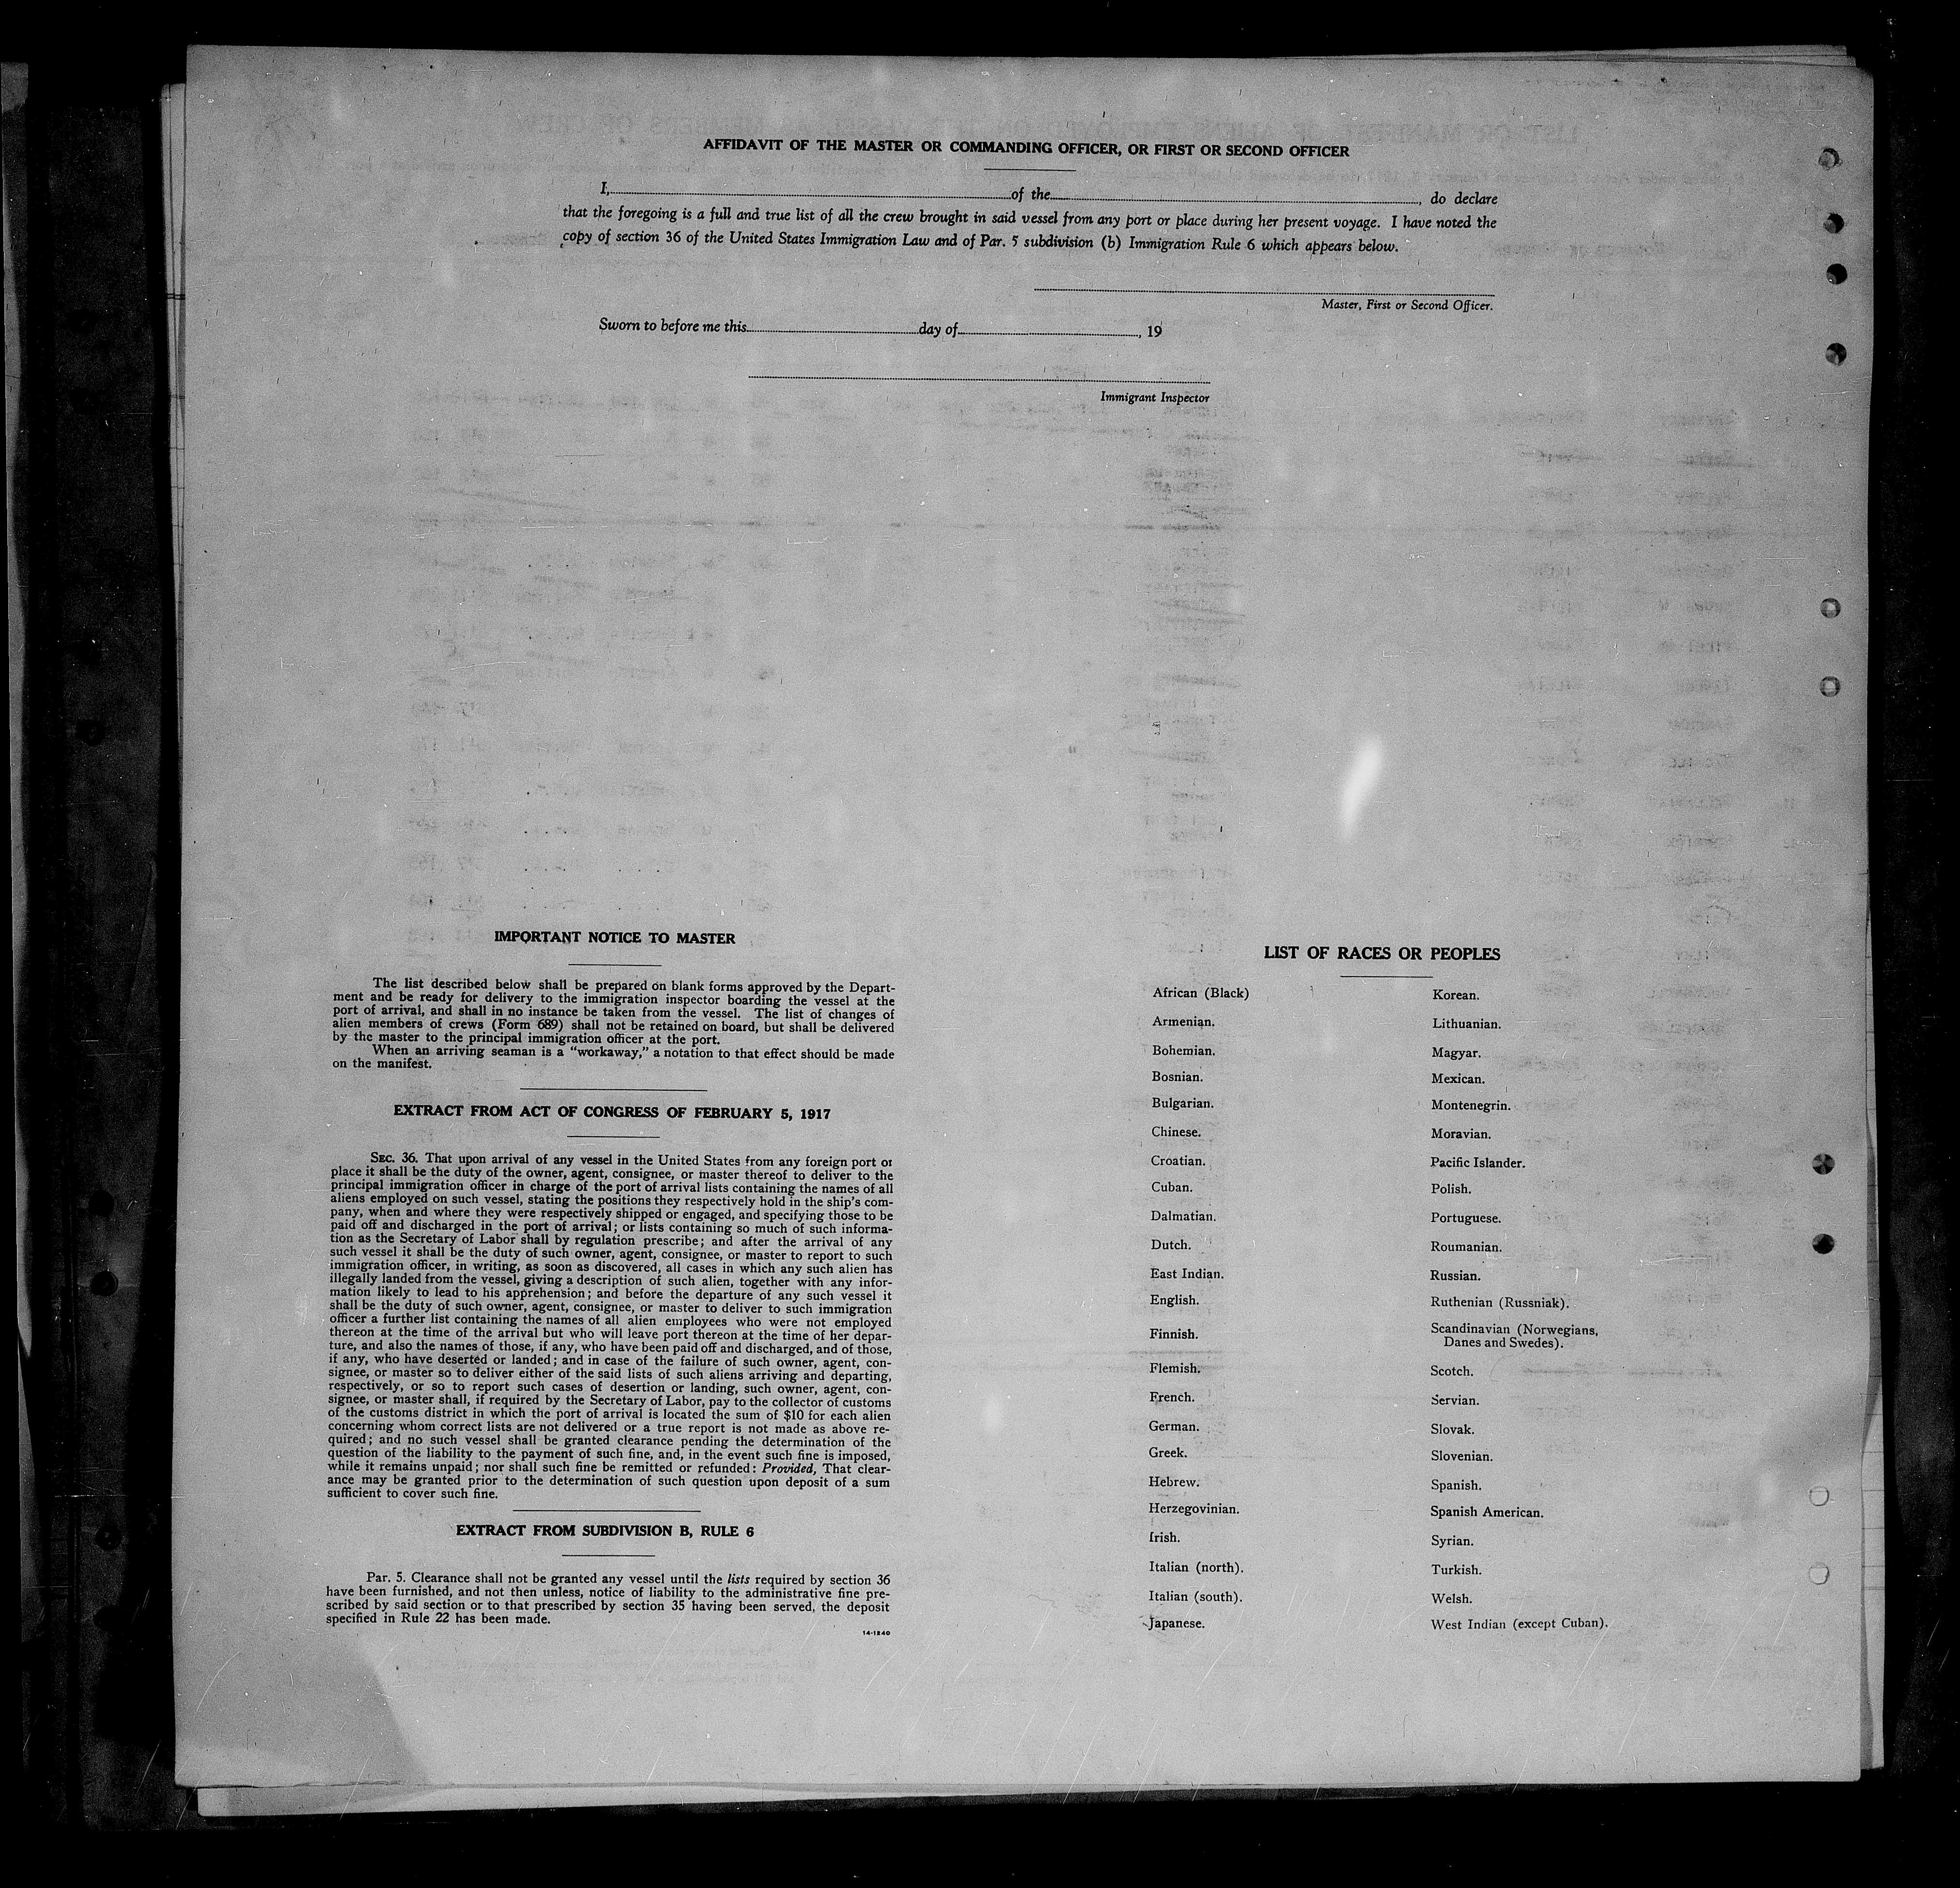 AFFIDAVIT OF THE MASTER OR COMMANDING OFFICER, OR FIRST OR SECOND OFFICER
I, of the , do declare
that the foregoing is a full and true list of all the crew brought in said vessel from any port or place during her present voyage. I have noted the
copy of section 36 of the United States Immigration Law and of Par. 5 subdivision (b) Immigration Rule 6 which appears below.
Master, First or Second Officer.
Sworn to before me this day of , 19
Immigrant Inspector
IMPORTANT NOTICE TO MASTER
The list described below shall be prepared on blank forms approved by the Depart-
ment and be ready for delivery to the immigration inspector boarding the vessel at the
port of arrival, and shall in no instance be taken from the vessel. The list of changes of
alien members of crews (Form 689) shall not be retained on board, but shall be delivered
by the master to the principal immigration officer at the port.
When an arriving seaman is a "workaway," a notation to that effect should be made
on the manifest.
EXTRACT FROM ACT OF CONGRESS OF FEBRUARY 5, 1917
SEC. 36. That upon arrival of any vessel in the United States from any foreign port or
place it shall be the duty of the owner, agent, consignee, or master thereof to deliver to the
principal immigration officer in charge of the port of arrival lists containing the names of all
aliens employed on such vessel, stating the positions they respectively hold in the ship's com-
pany, when and where they were respectively shipped or engaged, and specifying those to be
paid off and discharged in the port of arrival; or lists containing so much of such informa-
tion as the Secretary of Labor shall by regulation prescribe; and after the arrival of any
such vessel it shall be the duty of such owner, agent, consignee, or master to report to such
immigration officer, in writing, as soon as discovered, all cases in which any such alien has
illegally landed from the vessel, giving a description of such alien, together with any infor-
mation likely to lead to his apprehension; and before the departure of any such vessel it
shall be the duty of such owner, agent, consignee, or master to deliver to such immigration
officer a further list containing the names of all alien employees who were not employed
thereon at the time of the arrival but who will leave port thereon at the time of her depar-
ture, and also the names of those, if any, who have been paid off and discharged, and of those,
if any, who have deserted or landed; and in case of the failure of such owner, agent, con-
signee, or master so to deliver either of the said lists of such aliens arriving and departing,
respectively, or so to report such cases of desertion or landing, such owner, agent, con-
signee, or master shall, if required by the Secretary of Labor, pay to the collector of customs
of the customs district in which the port of arrival is located the sum of $10 for each alien
concerning whom correct lists are not delivered or a true report is not made as above re-
quired; and no such vessel shall be granted clearance pending the determination of the
question of the liability to the payment of such fine, and, in the event such fine is imposed,
while it remains unpaid; nor shall such fine be remitted or refunded: Provided, That clear-
ance may be granted prior to the determination of such question upon deposit of a sum
sufficient to cover such fine.
EXTRACT FROM SUBDIVISION B, RULE 6
Par. 5. Clearance shall not be granted any vessel until the lists required by section 36
have been furnished, and not then unless, notice of liability to the administrative fine pre-
scribed by said section or to that prescribed by section 35 having been served, the deposit
specified in Rule 22 has been made.
14-1240
LIST OF RACES OR PEOPLES
African (Black)
Armenian.
Bohemian.
Bosnian.
Bulgarian.
Chinese.
Croatian.
Cuban.
Dalmatian.
Dutch.
East Indian.
English.
Finnish.
Flemish.
French.
German.
Greek.
Hebrew.
Herzegovinian.
Irish.
Italian (north).
Italian (south).
Japanese.
Korean.
Lithuanian.
Magyar.
Mexican.
Montenegrin.
Moravian.
Pacific Islander.
Polish.
Portuguese.
Roumanian.
Russian.
Ruthenian (Russniak).
Scandinavian (Norwegians,
Danes and Swedes).
Scotch.
Servian.
Slovak.
Slovenian.
Spanish.
Spanish American.
Syrian.
Turkish.
Welsh.
West Indian (except Cuban).